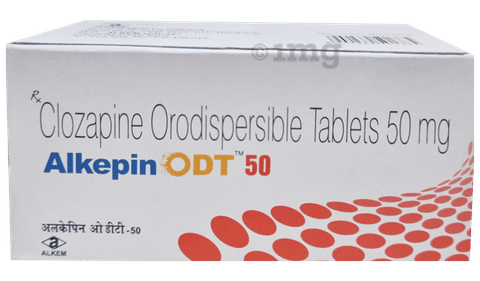 1mg
Rx
Clozapine Orodispersible Tablets 50 mg
Alkepin ODT™ 50
अलकेपिन ओ डीटी -50
a
ALKEM